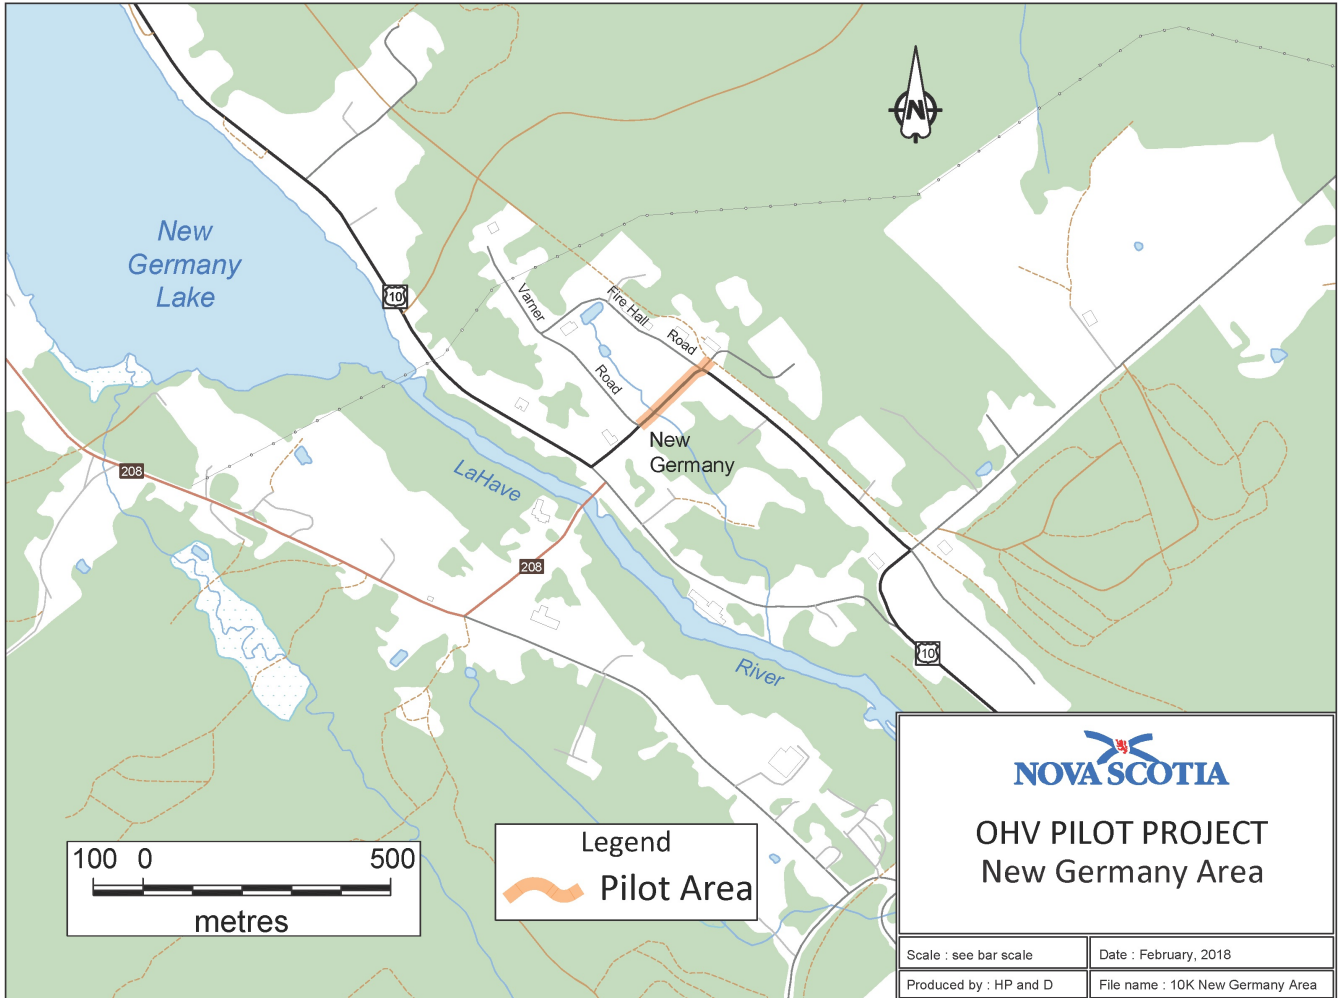 N
New
Germany
Lake
10
Varner
Road
Fire Hall
Road
New
Germany
LaHave
River
208
208
10
100 0 500
metres
Legend
Pilot Area
NOVA SCOTIA
OHV PILOT PROJECT
New Germany Area
Scale : see bar scale
Date : February, 2018
Produced by : HP and D
File name : 10K New Germany Area